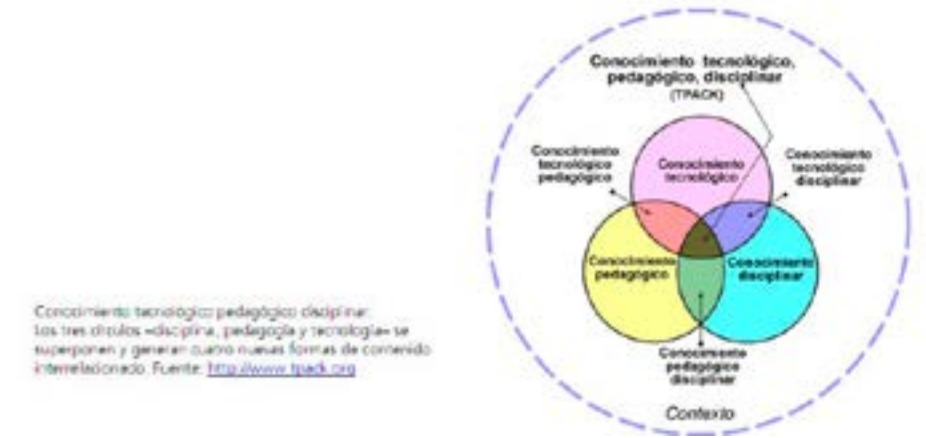 Conocimiento tecnológico pedagógico disciplinar.
Los tres círculos «disciplina, pedagogía y tecnología» se
superponen y generan cuatro nuevas formas de contenido
interrelacionado. Fuente: http://www.tpack.org
Conocimiento tecnológico,
pedagógico, disciplinar
(TPACK)
Conocimiento
tecnológico
pedagógico
Conocimiento
tecnológico
Conocimiento
tecnológico
disciplinar
Conocimiento
pedagógico
Conocimiento
disciplinar
Conocimiento
pedagógico
disciplinar
Contexto